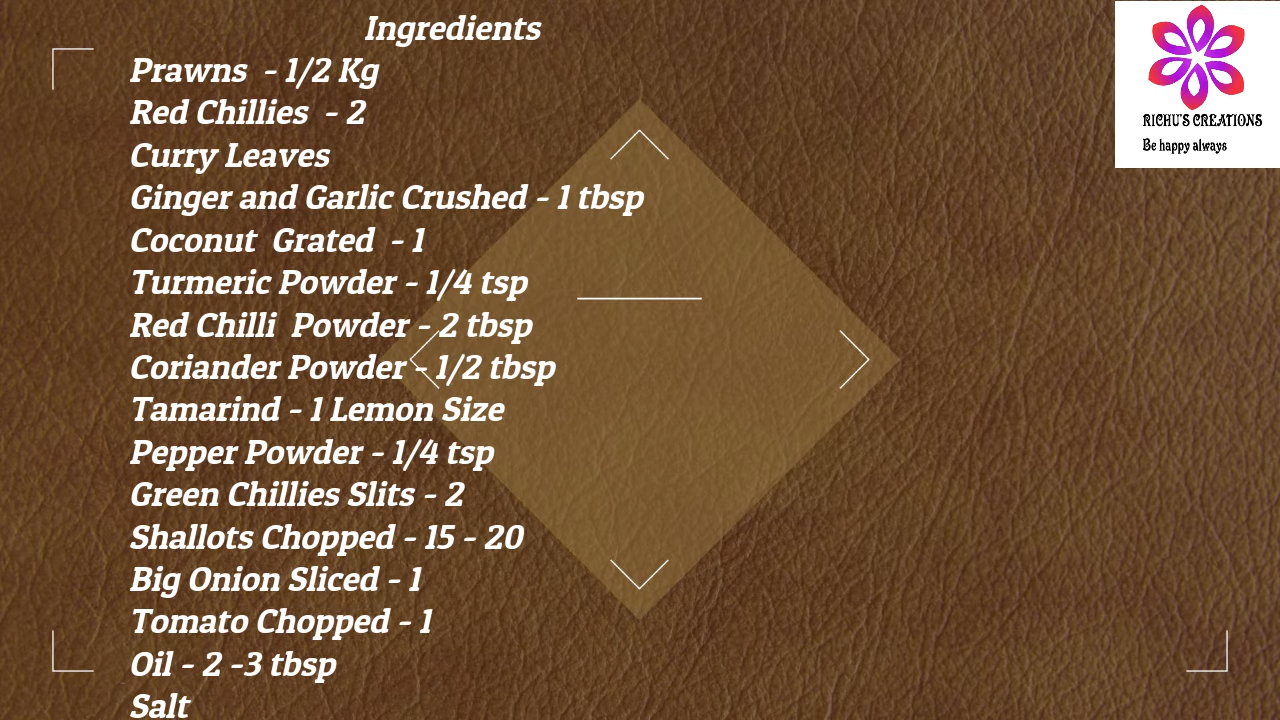 Ingredients
Prawns - 1/2 Kg
Red Chillies - 2
Curry Leaves
Ginger and Garlic Crushed - 1 tbsp
Coconut Grated - 1
Turmeric Powder - 1/4 tsp
Red Chilli Powder - 2 tbsp
Coriander Powder - 1/2 tbsp
Tamarind - 1 Lemon Size
Pepper Powder - 1/4 tsp
Green Chillies Slits - 2
Shallots Chopped - 15 - 20
Big Onion Sliced - 1
Tomato Chopped - 1
Oil - 2 -3 tbsp
Salt
RICHU'S CREATIONS
Be happy always